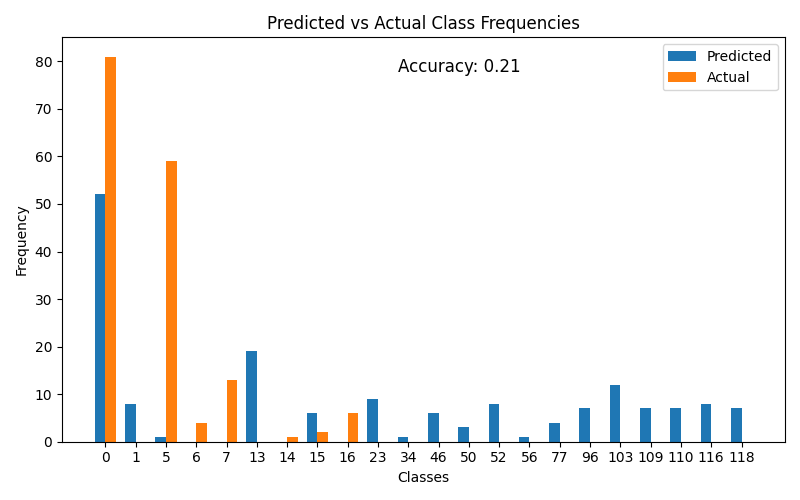 Predicted vs Actual Class Frequencies
Accuracy: 0.21
Predicted
Actual
80
70
60
50
40
30
20
10
0
Frequency
0 1 5 6 7 13 14 15 16 23 34 46 50 52 56 77 96 103 109 110 116 118
Classes